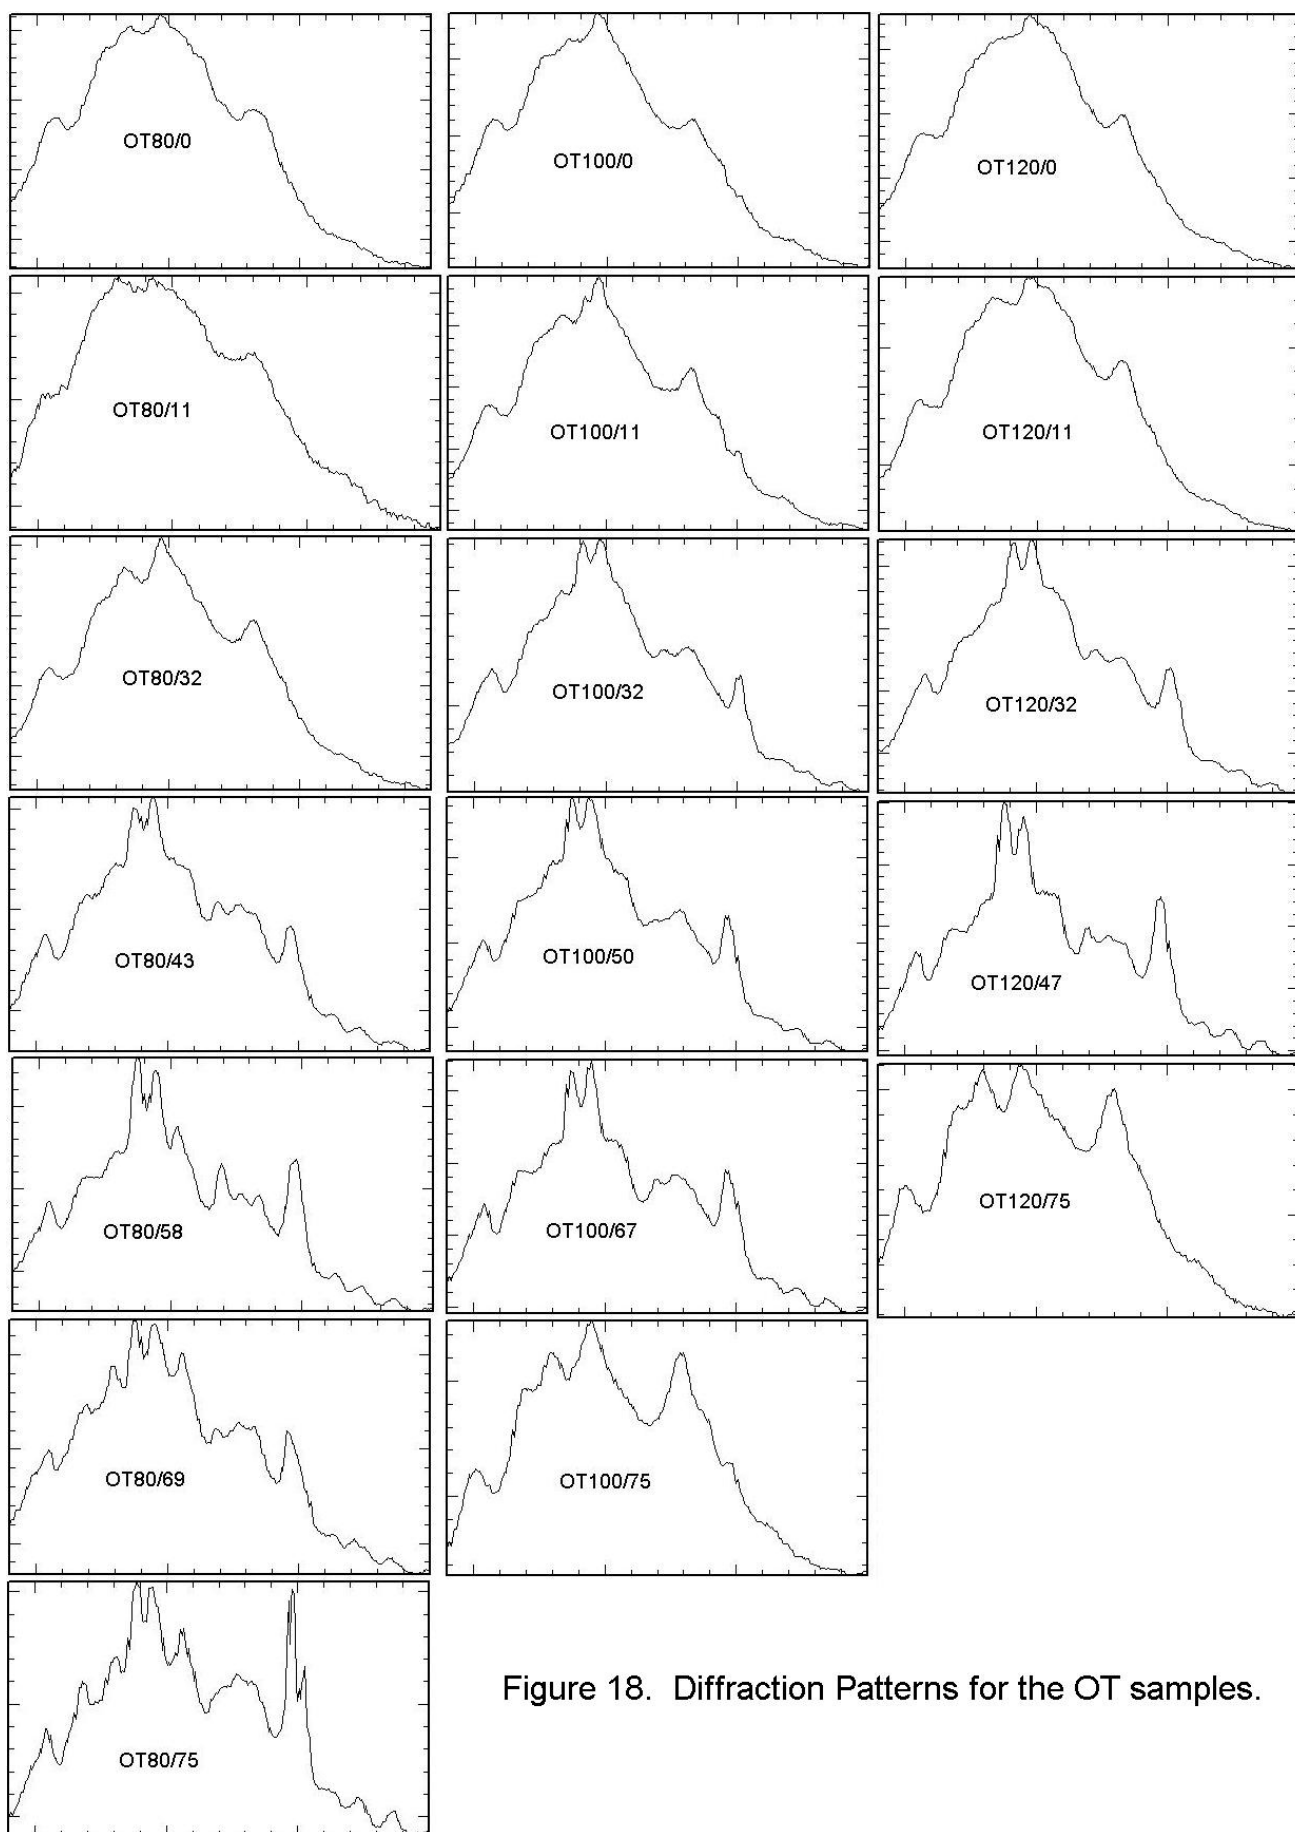 OT80/0
OT100/0
OT120/0
OT80/11
OT100/11
OT120/11
OT80/32
OT100/32
OT120/32
OT80/43
OT100/50
OT120/47
OT80/58
OT100/67
OT120/75
OT80/69
OT100/75
OT80/75
Figure 18. Diffraction Patterns for the OT samples.